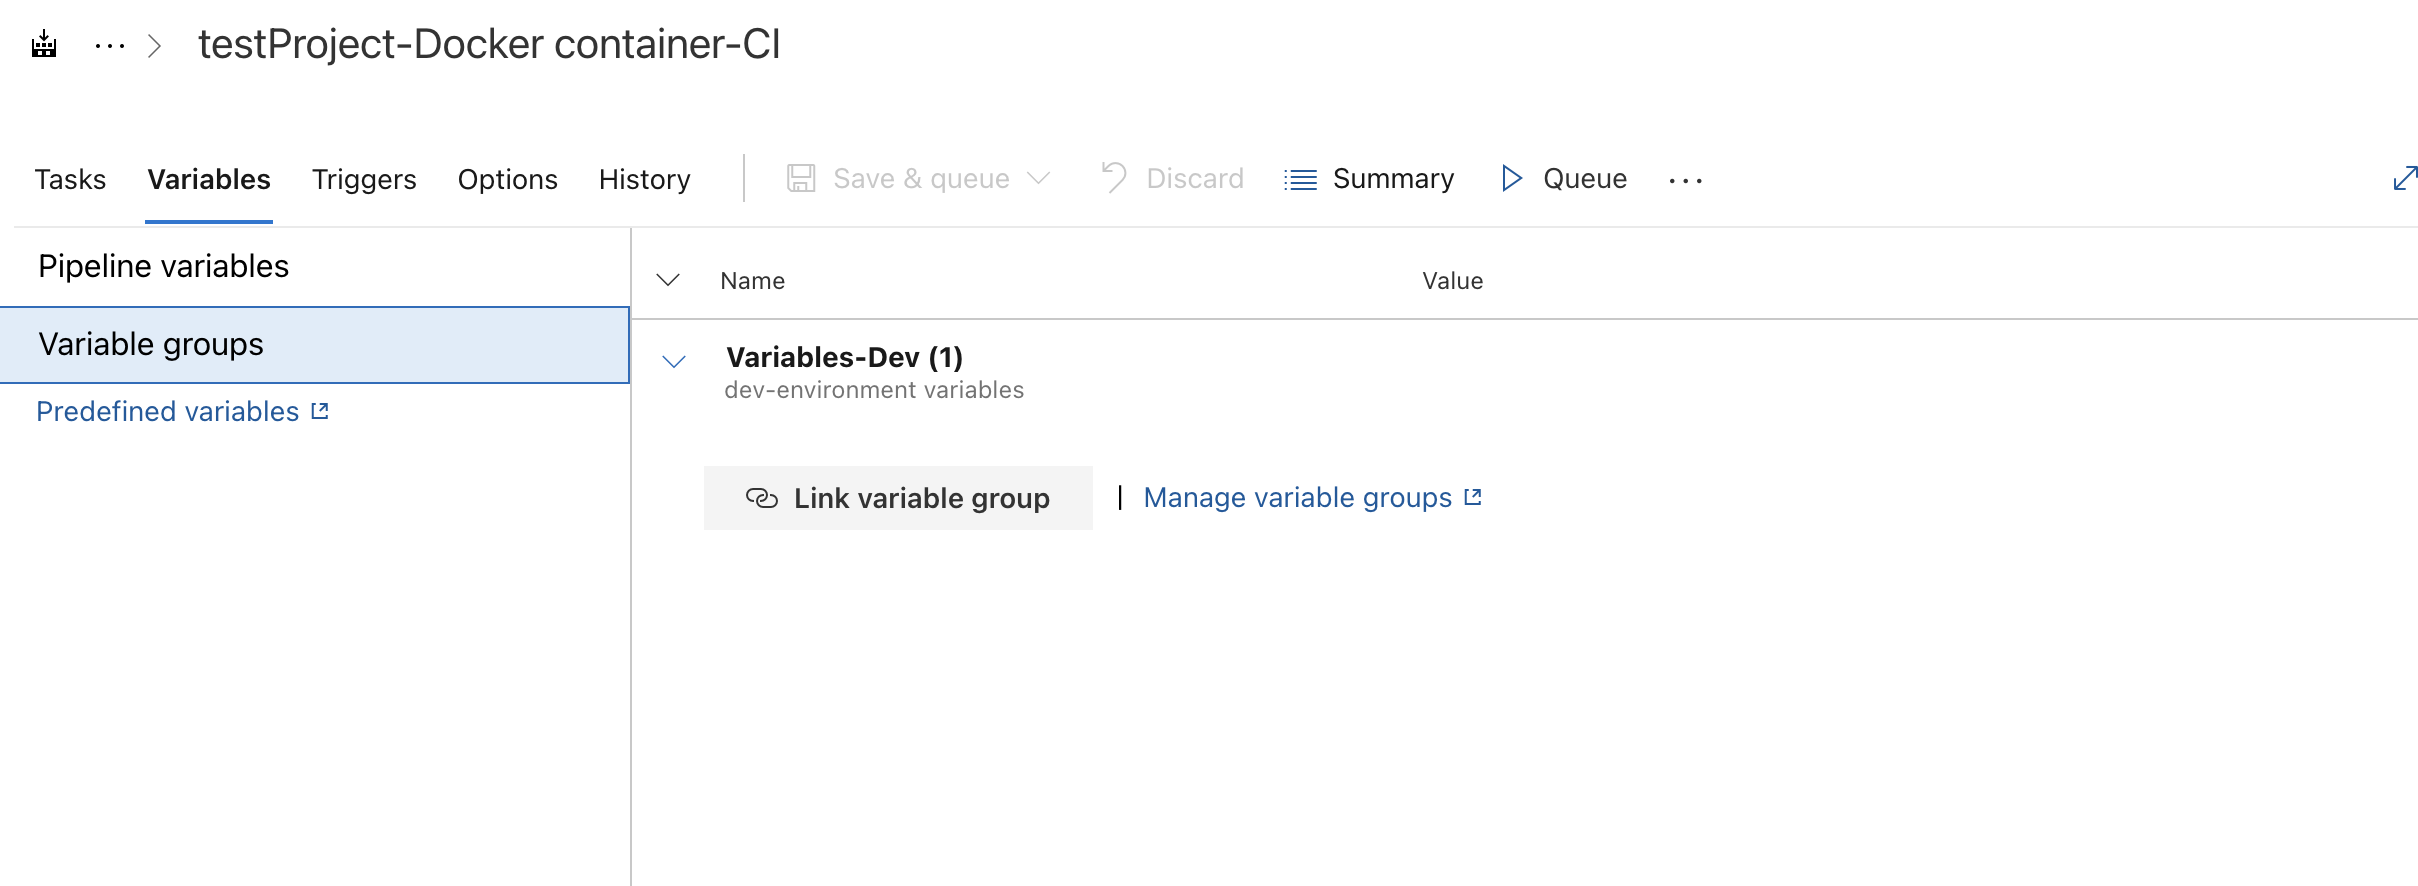 testProject-Docker container-CI
Tasks Variables Triggers Options History Save & queue Discard Summary Queue
Pipeline variables
Variable groups
Predefined variables
Name Value
Variables-Dev (1)
dev-environment variables
Link variable group | Manage variable groups